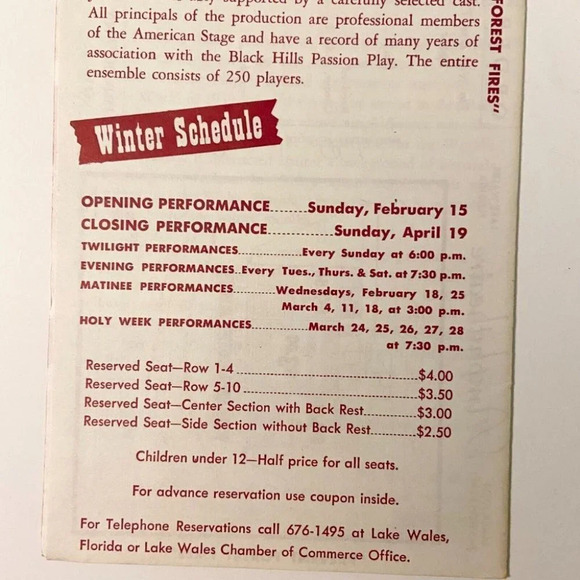 supported by a carefully selected cast.
All principals of the production are professional members
of the American Stage and have a record of many years of
association with the Black Hills Passion Play. The entire
ensemble consists of 250 players.
FOREST FIRES"
Winter Schedule
OPENING PERFORMANCE.........Sunday, February 15
CLOSING PERFORMANCE..............Sunday, April 19
TWILIGHT PERFORMANCES................Every Sunday at 6:00 p.m.
EVENING PERFORMANCES..Every Tues., Thurs. & Sat. at 7:30 p.m.
MATINEE PERFORMANCES...........Wednesdays, February 18, 25
March 4, 11, 18, at 3:00 p.m.
HOLY WEEK PERFORMANCES...............March 24, 25, 26, 27, 28
at 7:30 p.m.
Reserved Seat—Row 1-4.............................................$4.00
Reserved Seat—Row 5-10...........................................$3.50
Reserved Seat—Center Section with Back Rest.............$3.00
Reserved Seat—Side Section without Back Rest...........$2.50
Children under 12—Half price for all seats.
For advance reservation use coupon inside.
For Telephone Reservations call 676-1495 at Lake Wales,
Florida or Lake Wales Chamber of Commerce Office.